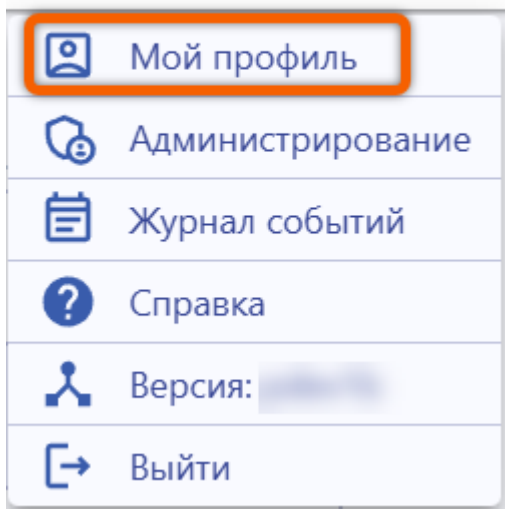 Мой профиль
Администрирование
Журнал событий
Справка
Версия:
Выйти